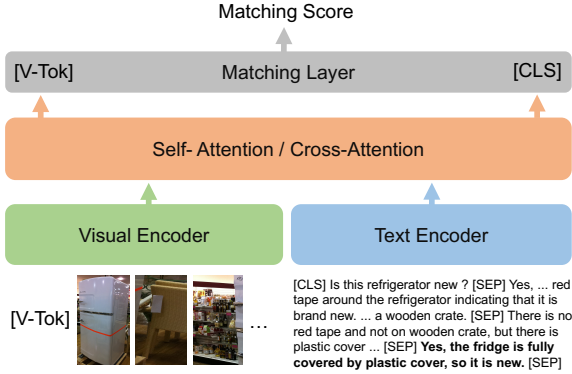 Matching Score
[V-Tok] Matching Layer [CLS]
Self- Attention / Cross-Attention
Visual Encoder Text Encoder
[V-Tok] ...
[CLS] Is this refrigerator new ? [SEP] Yes, ... red
tape around the refrigerator indicating that it is
brand new. ... a wooden crate. [SEP] There is no
red tape and not on wooden crate, but there is
plastic cover ... [SEP] Yes, the fridge is fully
covered by plastic cover, so it is new. [SEP]